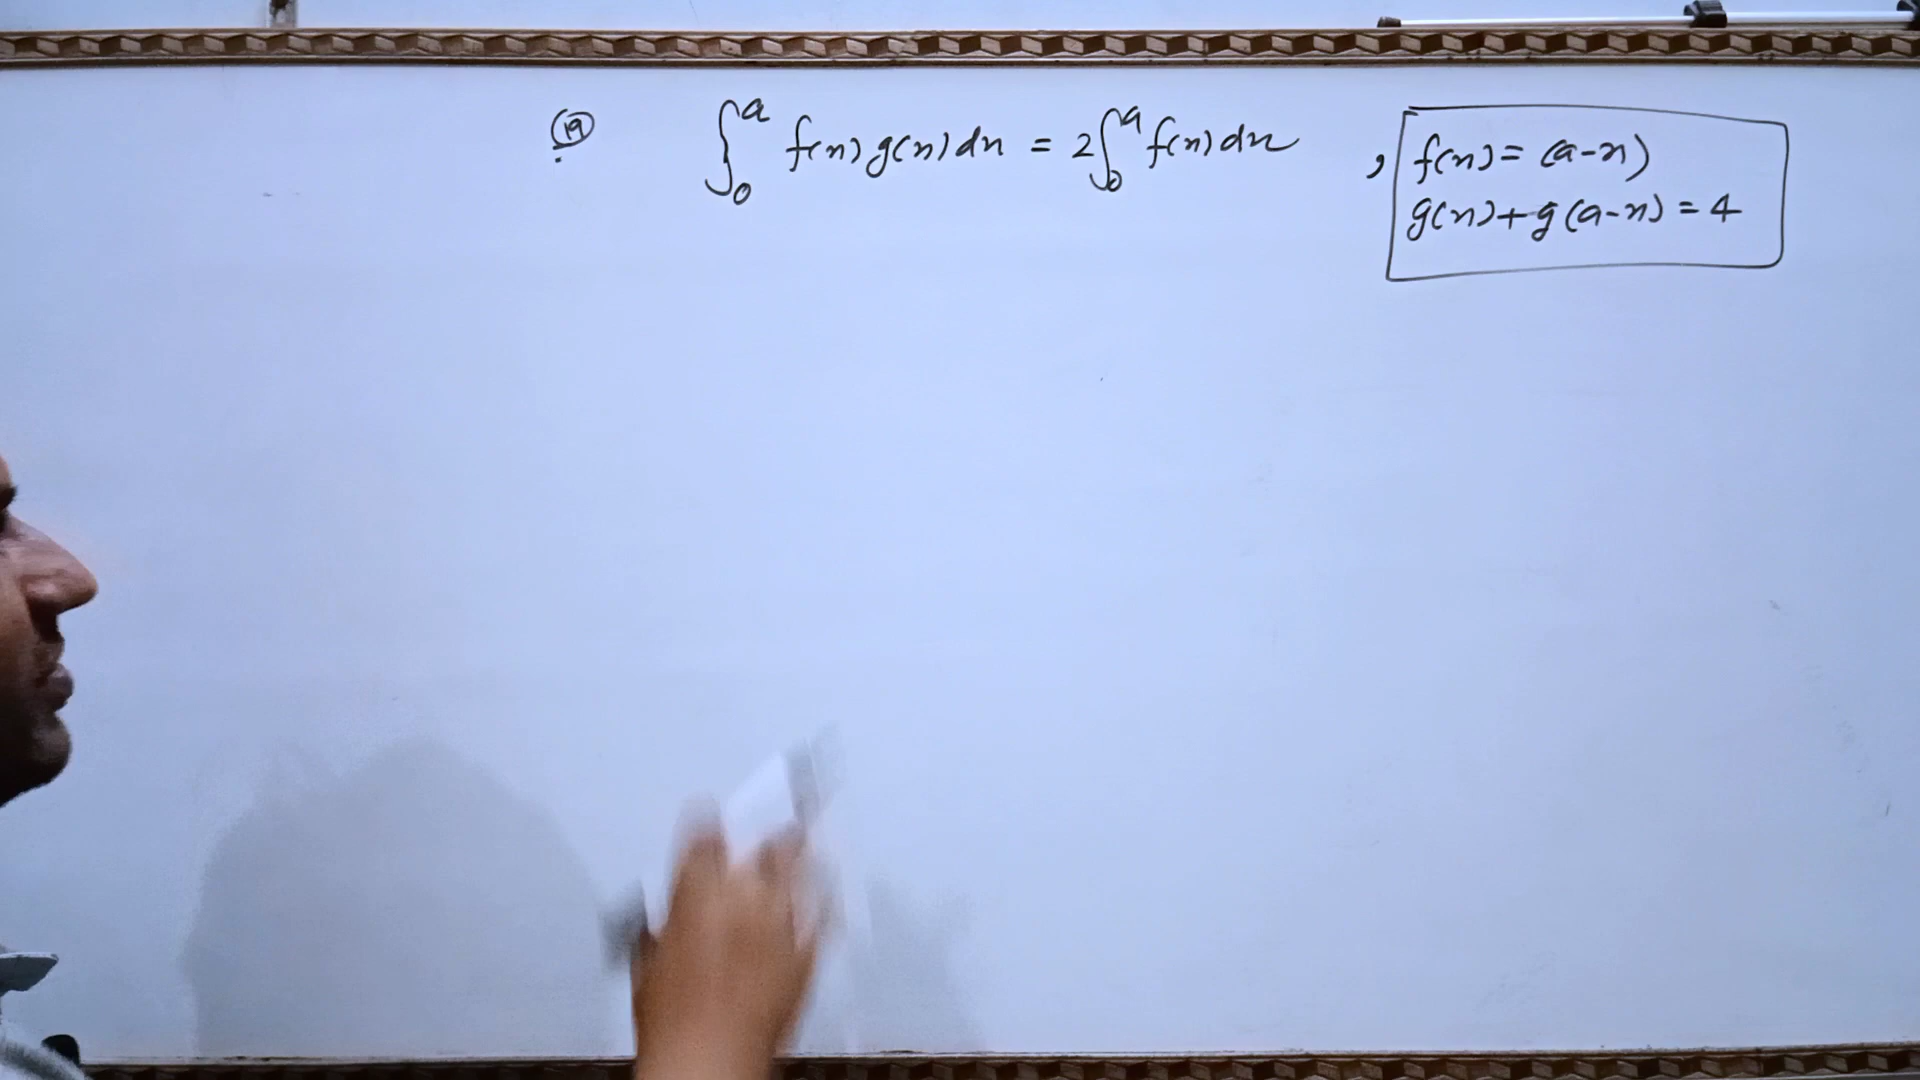 (19) ∫₀ᵃ f(x) g(x) dx = 2∫₀ᵃ f(x) dx , f(x) = (a-x)
g(x) + g(a-x) = 4